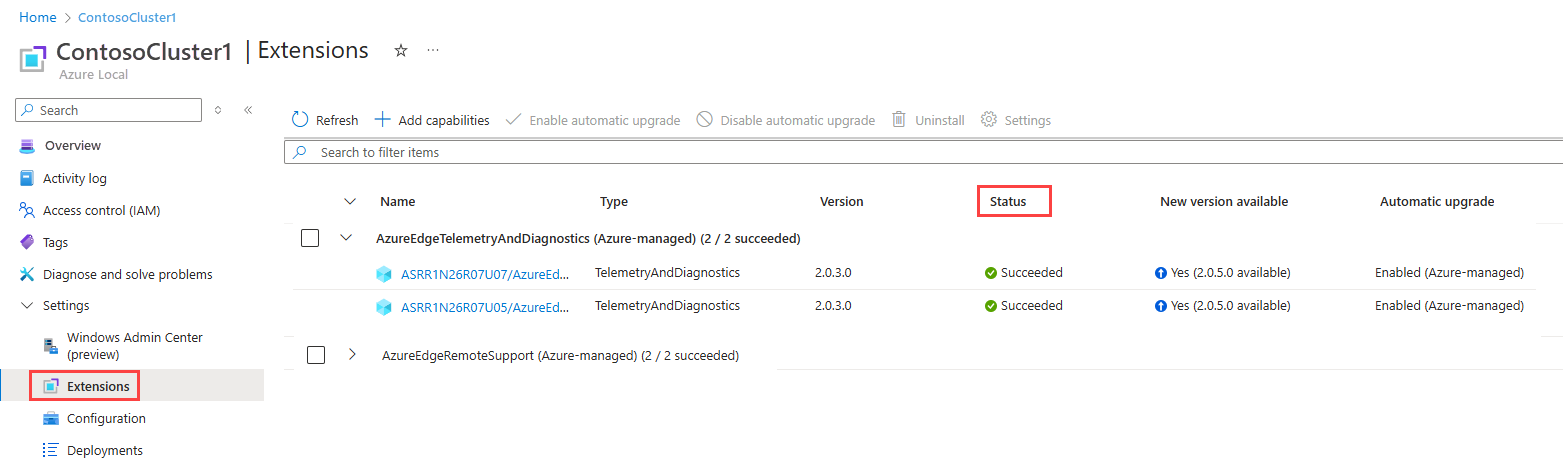 Home > ContosoCluster1
ContosoCluster1 | Extensions
Azure Local
Search
Overview
Activity log
Access control (IAM)
Tags
Diagnose and solve problems
Settings
Windows Admin Center
(preview)
Extensions
Configuration
Deployments
Refresh Add capabilities Enable automatic upgrade Disable automatic upgrade Uninstall Settings
Search to filter items
Name Type Version Status New version available Automatic upgrade
AzureEdgeTelemetryAndDiagnostics (Azure-managed) (2 / 2 succeeded)
ASRR1N26R07U07/AzureEd... TelemetryAndDiagnostics 2.0.3.0 Succeeded Yes (2.0.5.0 available) Enabled (Azure-managed)
ASRR1N26R07U05/AzureEd... TelemetryAndDiagnostics 2.0.3.0 Succeeded Yes (2.0.5.0 available) Enabled (Azure-managed)
AzureEdgeRemoteSupport (Azure-managed) (2 / 2 succeeded)